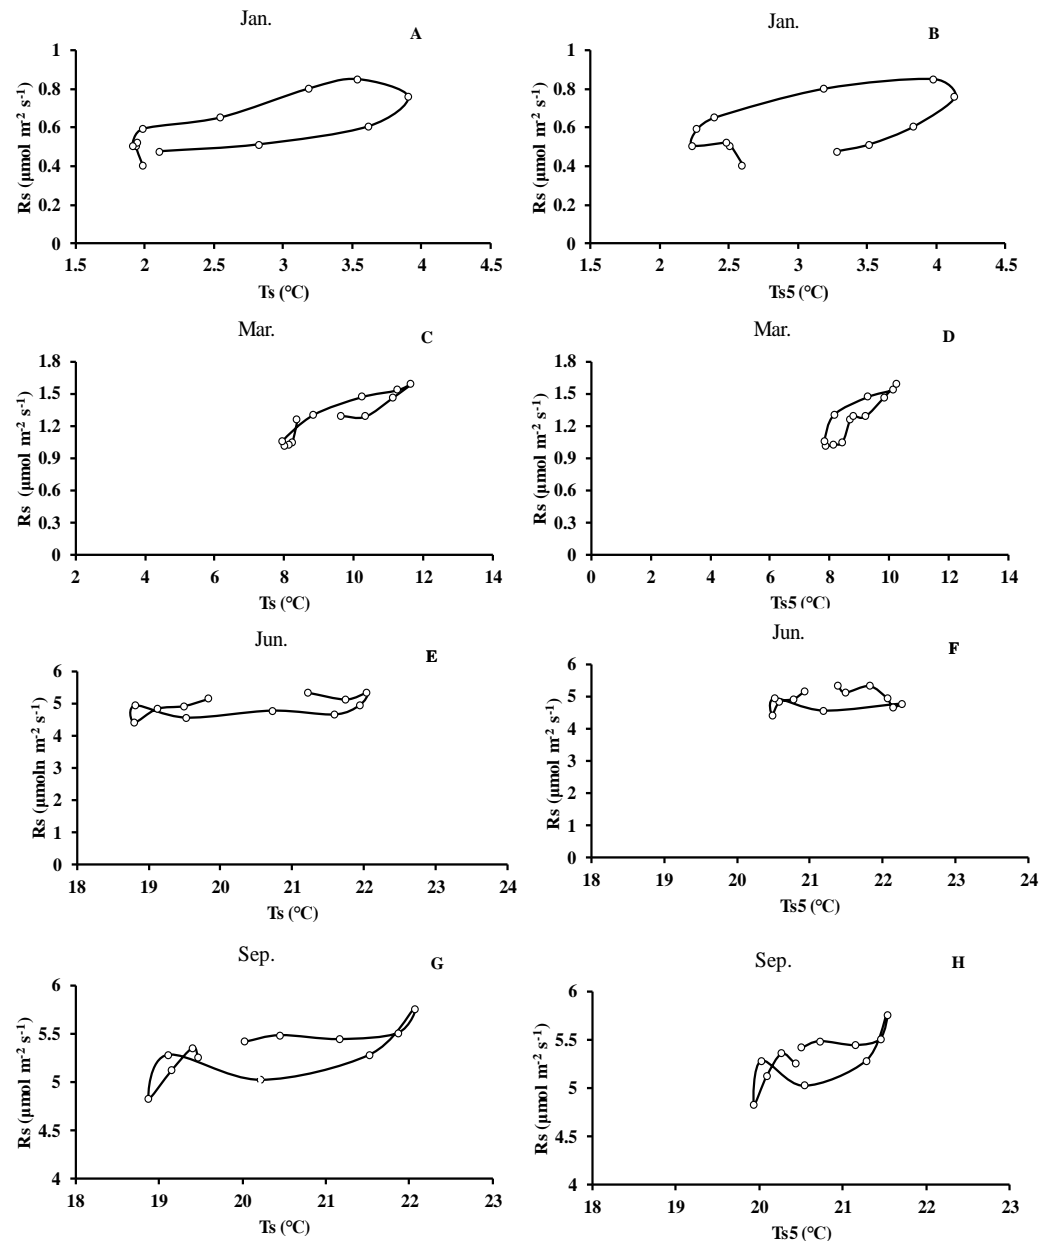 Jan.
A
Rs (μmol m-2 s-1)
1
0.8
0.6
0.4
0.2
0
1.5 2 2.5 3 3.5 4 4.5
Ts (°C)
Jan.
B
Rs (μmol m-2 s-1)
1
0.8
0.6
0.4
0.2
0
1.5 2 2.5 3 3.5 4 4.5
Ts5 (°C)
Mar.
C
Rs (μmol m-2 s-1)
1.8
1.5
1.2
0.9
0.6
0.3
0
2 4 6 8 10 12 14
Ts (°C)
Mar.
D
Rs (μmol m-2 s-1)
1.8
1.5
1.2
0.9
0.6
0.3
0
0 2 4 6 8 10 12 14
Ts5 (°C)
Jun.
E
Rs (μmoln m-2 s-1)
6
5
4
3
2
1
0
18 19 20 21 22 23 24
Ts (°C)
Jun.
F
Rs (μmol m-2 s-1)
6
5
4
3
2
1
0
18 19 20 21 22 23 24
Ts5 (°C)
Sep.
G
Rs (μmol m-2 s-1)
6
5.5
5
4.5
4
18 19 20 21 22 23
Ts (°C)
Sep.
H
Rs (μmol m-2 s-1)
6
5.5
5
4.5
4
18 19 20 21 22 23
Ts5 (°C)